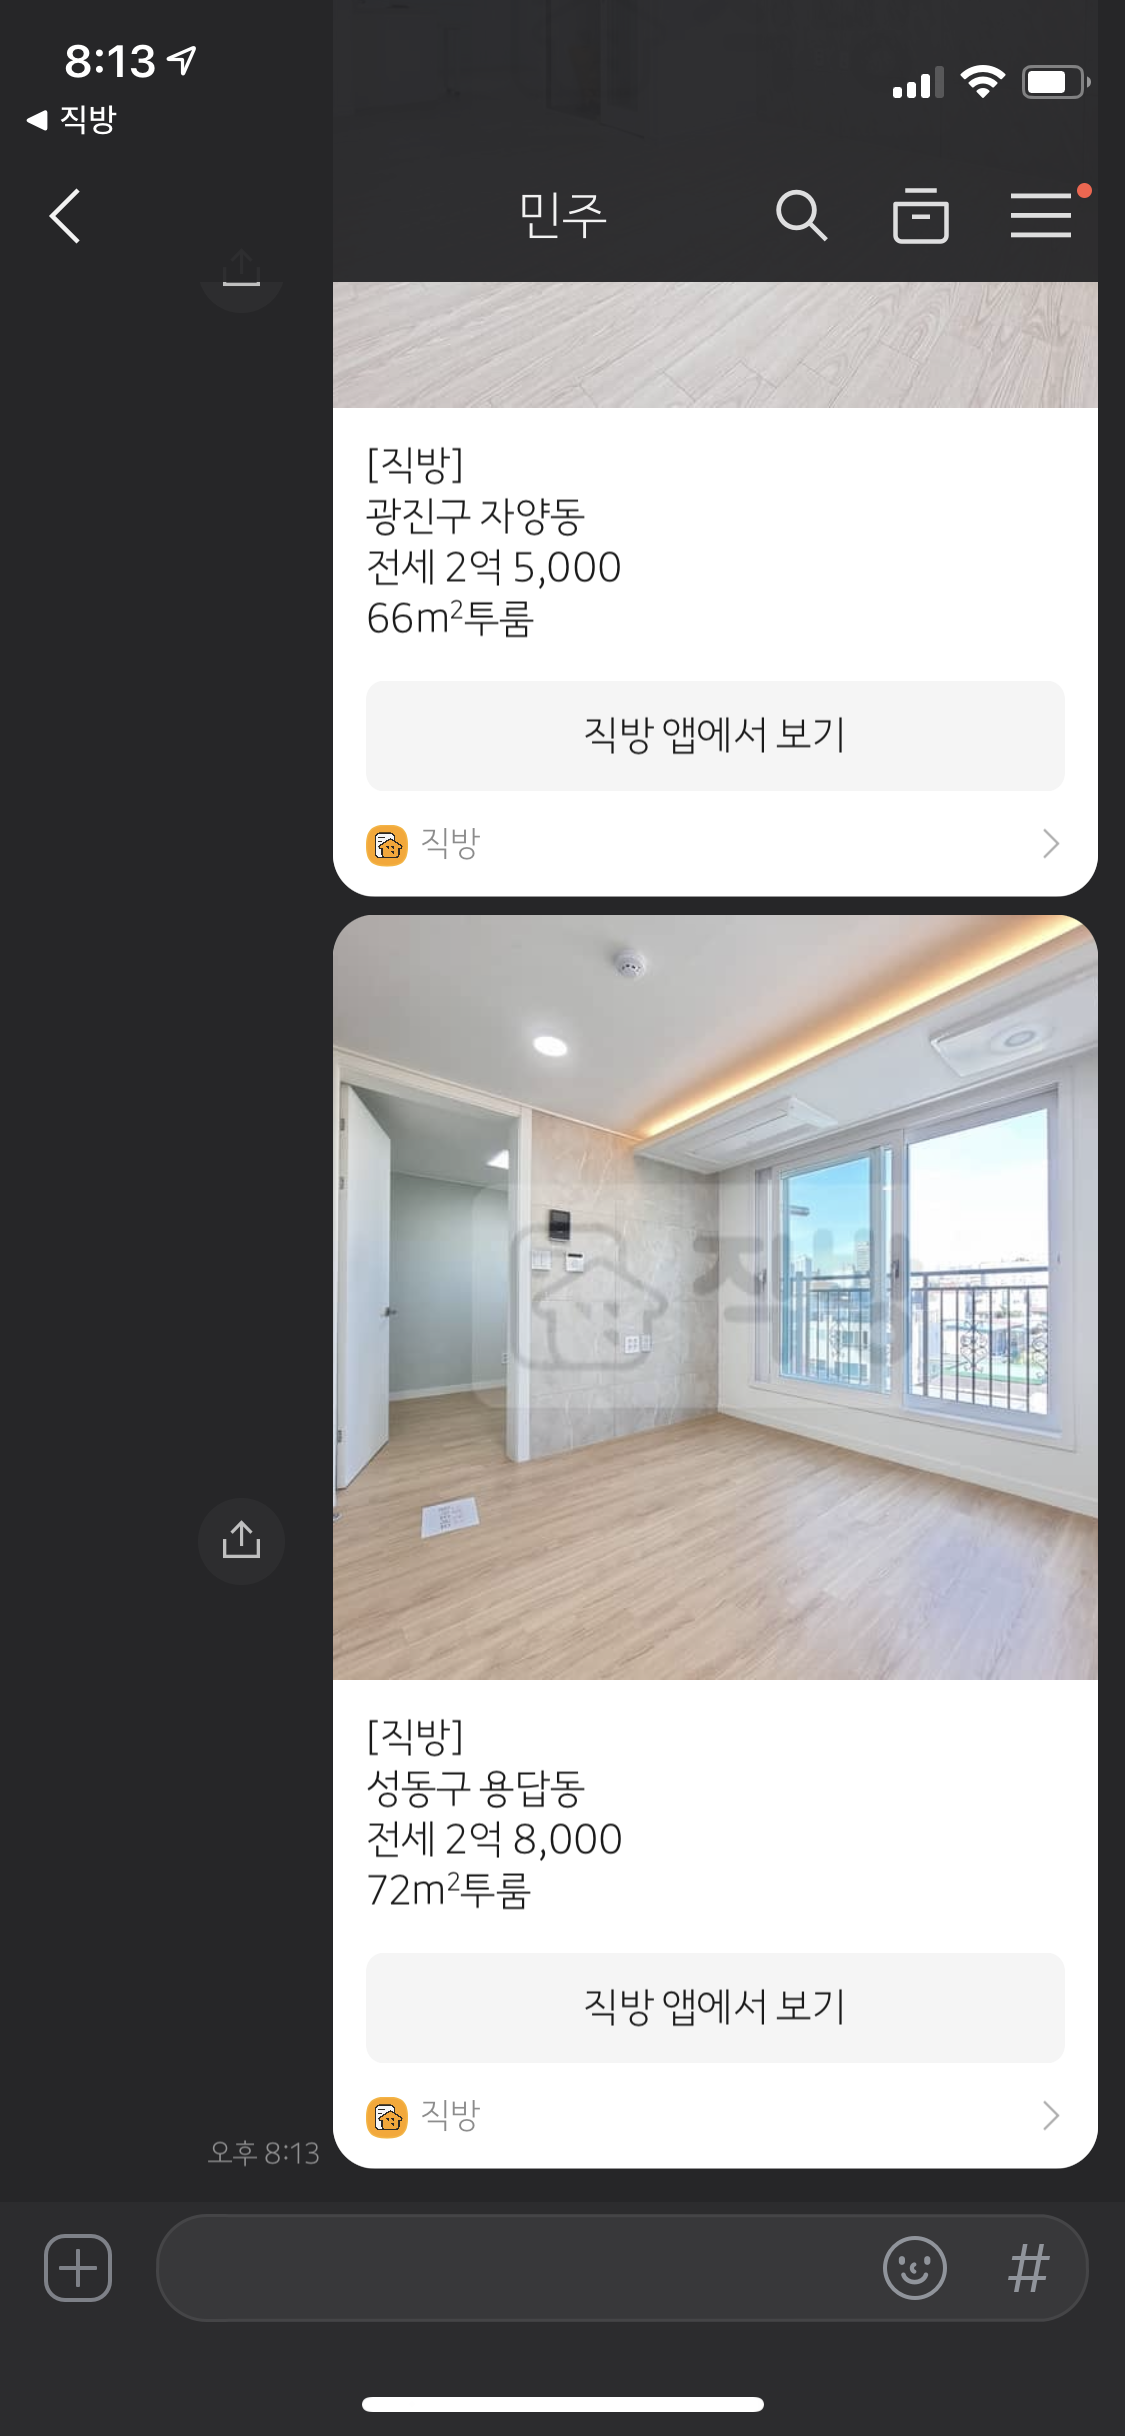 8:13
◀ 직방
민주
[직방]
광진구 자양동
전세 2억 5,000
66m²투룸
직방 앱에서 보기
직방
직방
[직방]
성동구 용답동
전세 2억 8,000
72m²투룸
직방 앱에서 보기
직방
오후 8:13
#